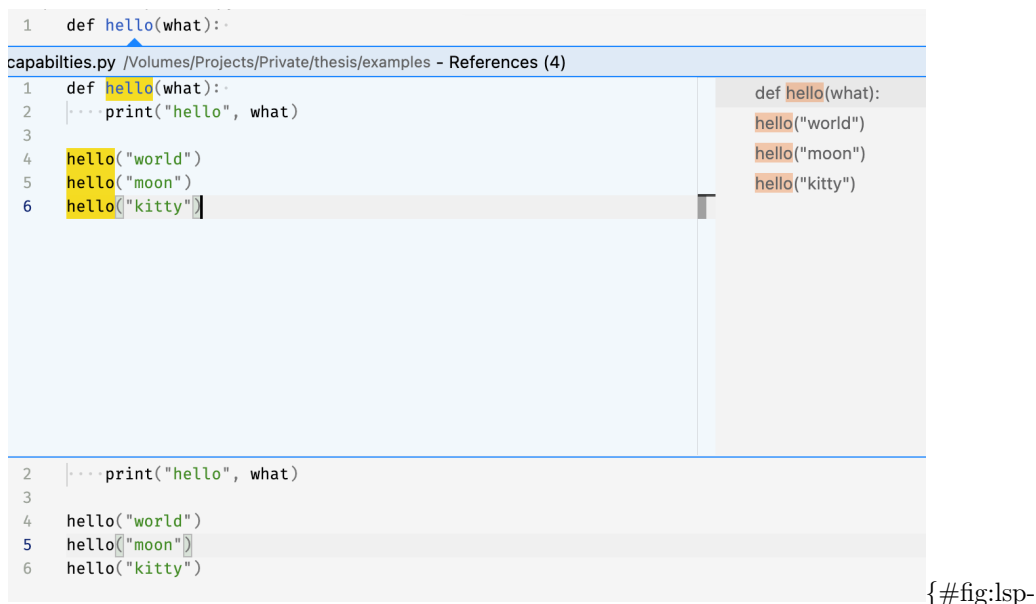 1 def hello(what):·
capabilties.py /Volumes/Projects/Private/thesis/examples - References (4)
1 def hello(what):·
2 ····print("hello", what)
3
4 hello("world")
5 hello("moon")
6 hello("kitty")
def hello(what):
hello("world")
hello("moon")
hello("kitty")
2 ····print("hello", what)
3
4 hello("world")
5 hello("moon")
6 hello("kitty")
{#fig:lsp-